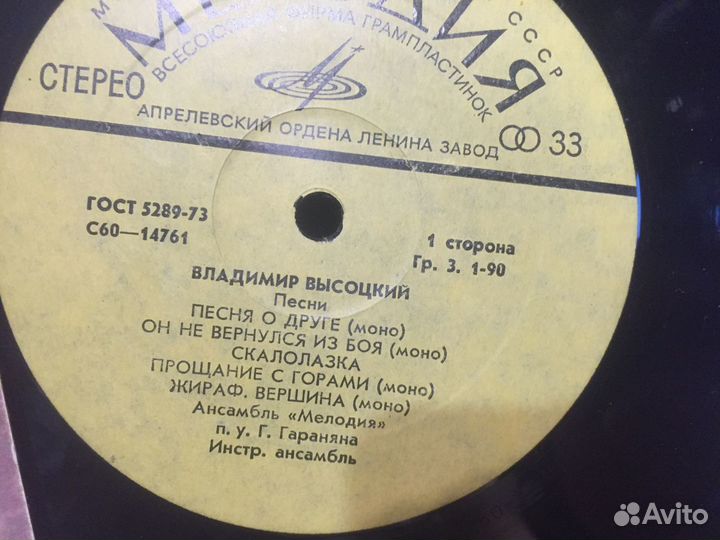 СССР
ВСЕСОЮЗНАЯ ФИРМА ГРАМПЛАСТИНОК
СТЕРЕО
АПРЕЛЕВСКИЙ ОРДЕНА ЛЕНИНА ЗАВОД
33
ГОСТ 5289-73
С60—14761
1 сторона
Гр. 3. 1-90
ВЛАДИМИР ВЫСОЦКИЙ
Песни
ПЕСНЯ О ДРУГЕ (моно)
ОН НЕ ВЕРНУЛСЯ ИЗ БОЯ (моно)
СКАЛОЛАЗКА
ПРОЩАНИЕ С ГОРАМИ (моно)
ЖИРАФ. ВЕРШИНА (моно)
Ансамбль «Мелодия»
п. у. Г. Гараняна
Инстр. ансамбль
Avito